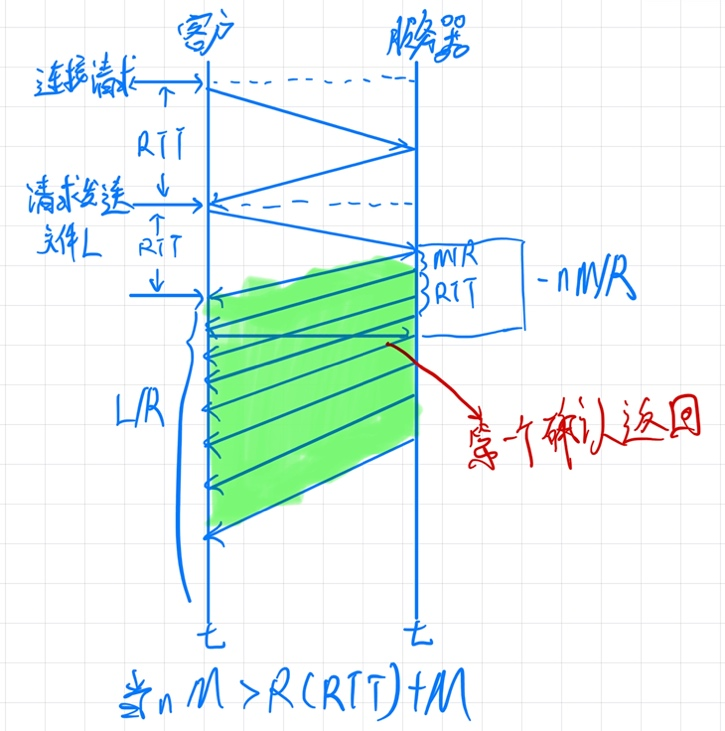 客户
服务器
连接请求
RTT
请求发送
文件L
RTT
M/R
RTT
-nM/R
L/R
第一个确认返回
t
t
当n M > R(RTT)+M